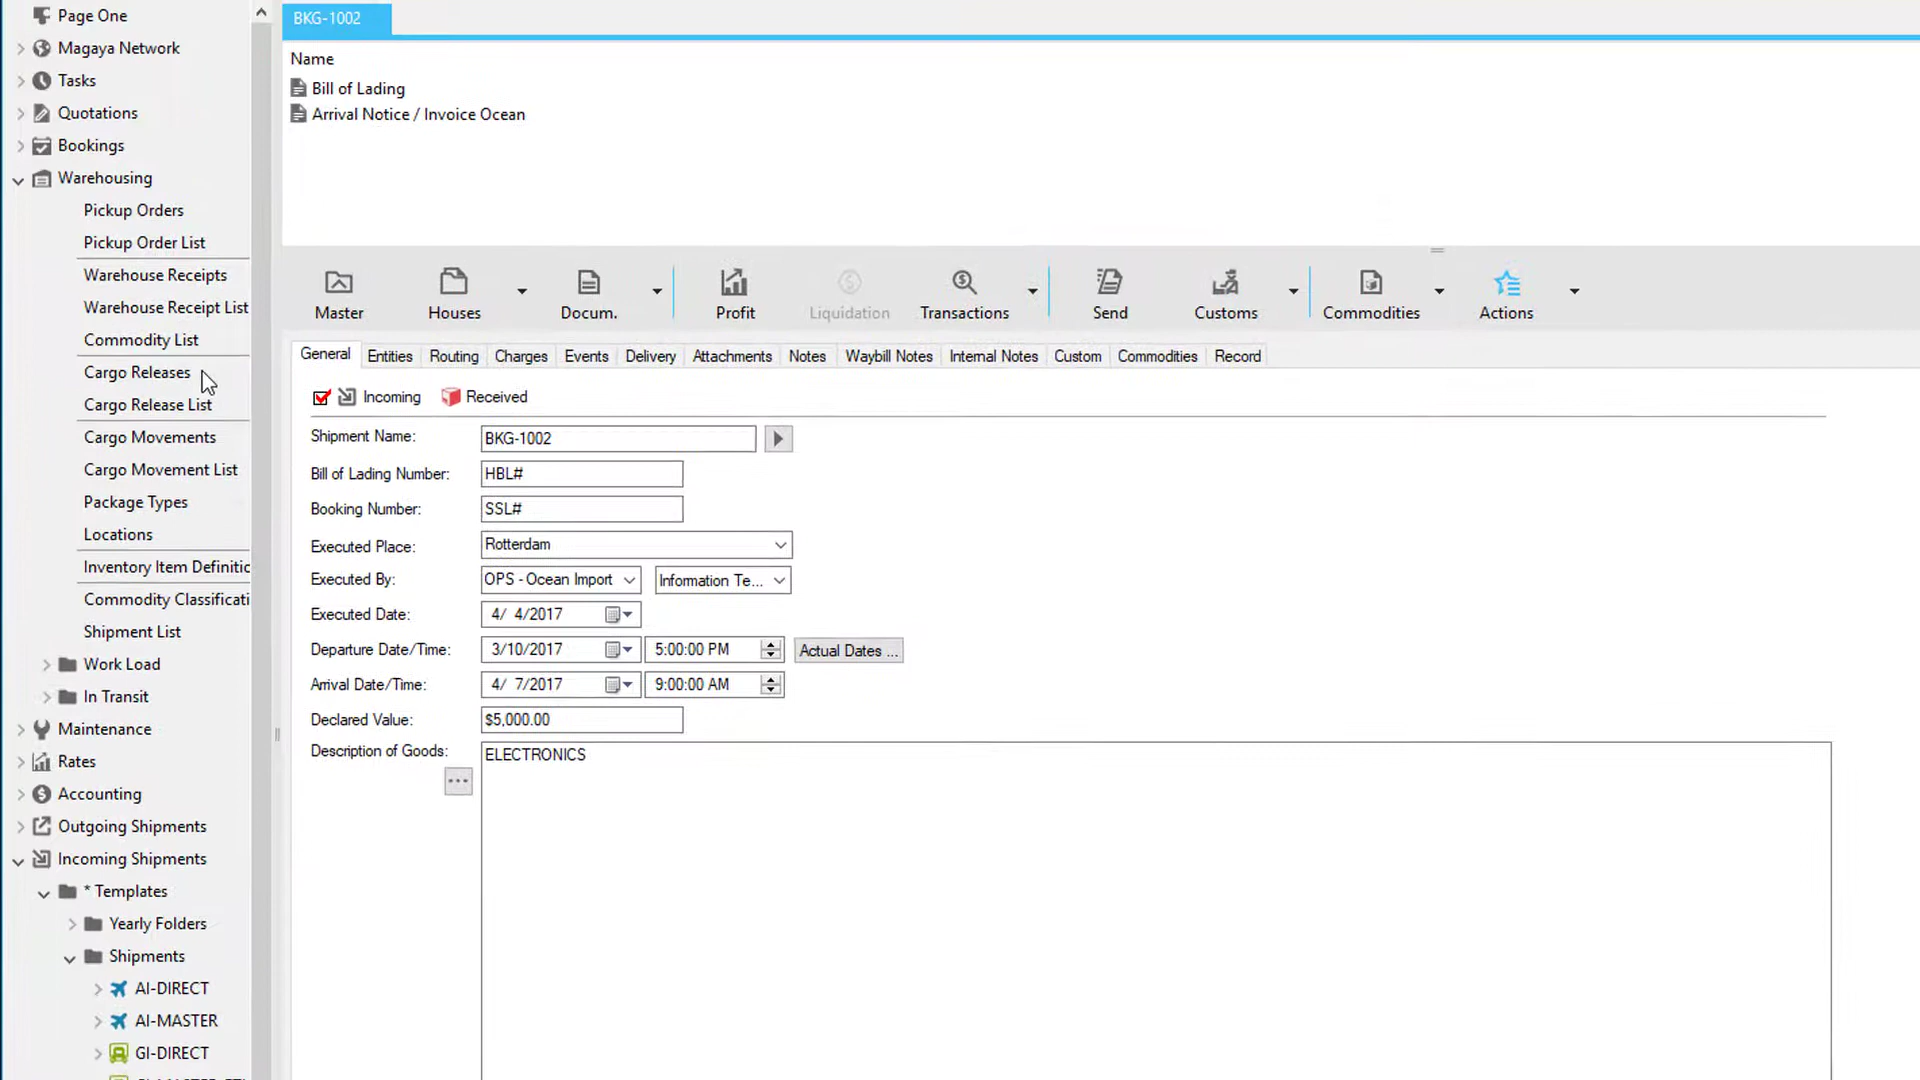 Page One
Magaya Network
Tasks
Quotations
Bookings
Warehousing
Pickup Orders
Pickup Order List
Warehouse Receipts
Warehouse Receipt List
Commodity List
Cargo Releases
Cargo Release List
Cargo Movements
Cargo Movement List
Package Types
Locations
Inventory Item Definitic
Commodity Classificati
Shipment List
Work Load
In Transit
Maintenance
Rates
Accounting
Outgoing Shipments
Incoming Shipments
* Templates
Yearly Folders
Shipments
AI-DIRECT
AI-MASTER
GI-DIRECT
BKG-1002
Name
Bill of Lading
Arrival Notice / Invoice Ocean
Master Houses Docum. Profit Liquidation Transactions Send Customs Commodities Actions
General Entities Routing Charges Events Delivery Attachments Notes Waybill Notes Internal Notes Custom Commodities Record
Incoming Received
Shipment Name: BKG-1002
Bill of Lading Number: HBL#
Booking Number: SSL#
Executed Place: Rotterdam
Executed By: OPS - Ocean Import Information Te...
Executed Date: 4/ 4/2017
Departure Date/Time: 3/10/2017 5:00:00 PM Actual Dates ...
Arrival Date/Time: 4/ 7/2017 9:00:00 AM
Declared Value: $5,000.00
Description of Goods: ELECTRONICS
...